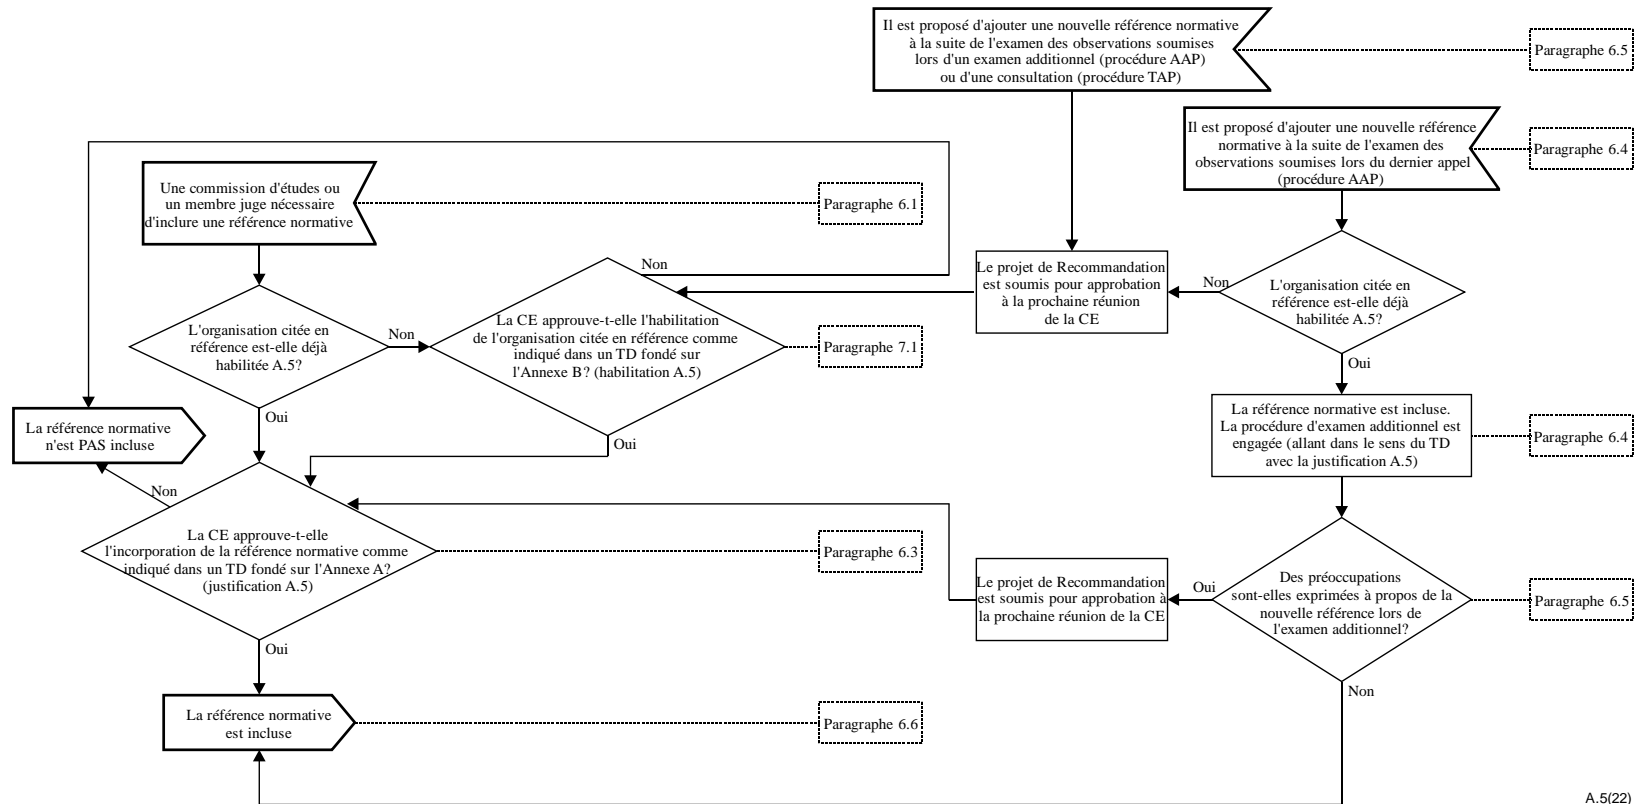 Il est proposé d'ajouter une nouvelle référence normative
à la suite de l'examen des observations soumises
lors d'un examen additionnel (procédure AAP)
ou d'une consultation (procédure TAP)
Paragraphe 6.5
Il est proposé d'ajouter une nouvelle référence
normative à la suite de l'examen des
observations soumises lors du dernier appel
(procédure AAP)
Paragraphe 6.4
Une commission d'études ou
un membre juge nécessaire
d'inclure une référence normative
Paragraphe 6.1
Non
Le projet de Recommandation
est soumis pour approbation
à la prochaine réunion
de la CE
Non
L'organisation citée en
référence est-elle déjà
habilitée A.5?
L'organisation citée en
référence est-elle déjà
habilitée A.5?
Non
La CE approuve-t-elle l'habilitation
de l'organisation citée en référence comme
indiqué dans un TD fondé sur
l'Annexe B? (habilitation A.5)
Paragraphe 7.1
Oui
Oui
Oui
La référence normative
n'est PAS incluse
La référence normative est incluse.
La procédure d'examen additionnel est
engagée (allant dans le sens du TD
avec la justification A.5)
Paragraphe 6.4
Non
La CE approuve-t-elle
l'incorporation de la référence normative comme
indiqué dans un TD fondé sur l'Annexe A?
(justification A.5)
Paragraphe 6.3
Le projet de Recommandation
est soumis pour approbation à
la prochaine réunion de la CE
Oui
Des préoccupations
sont-elles exprimées à propos de la
nouvelle référence lors de
l'examen additionnel?
Paragraphe 6.5
Oui
Non
La référence normative
est incluse
Paragraphe 6.6
A.5(22)